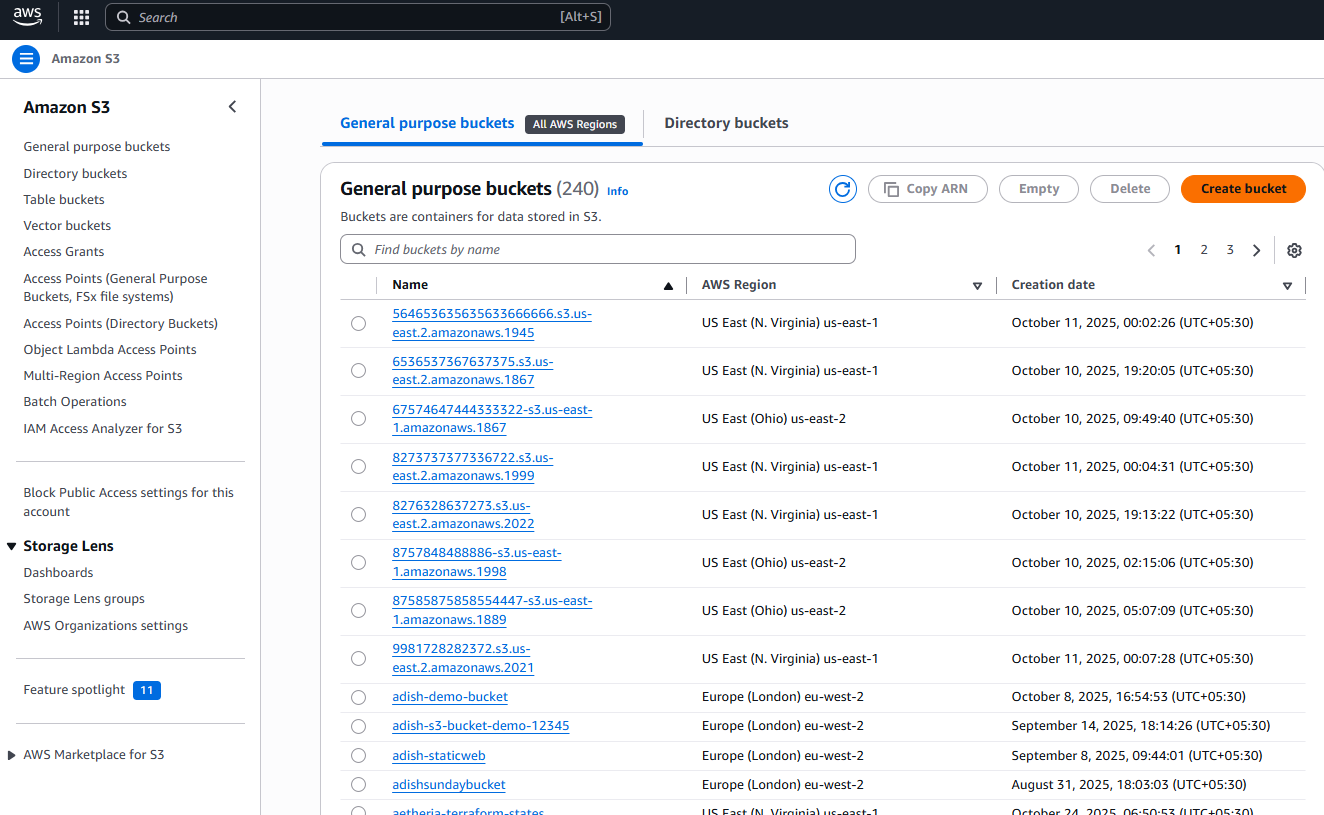 aws
Search [Alt+S]
Amazon S3
Amazon S3
General purpose buckets
Directory buckets
Table buckets
Vector buckets
Access Grants
Access Points (General Purpose
Buckets, FSx file systems)
Access Points (Directory Buckets)
Object Lambda Access Points
Multi-Region Access Points
Batch Operations
IAM Access Analyzer for S3
Block Public Access settings for this
account
Storage Lens
Dashboards
Storage Lens groups
AWS Organizations settings
Feature spotlight 11
AWS Marketplace for S3
General purpose buckets All AWS Regions Directory buckets
General purpose buckets (240) Info
Copy ARN Empty Delete Create bucket
Buckets are containers for data stored in S3.
Find buckets by name
1 2 3
Name AWS Region Creation date
564653635635633666666.s3.us-
east.2.amazonaws.1945
US East (N. Virginia) us-east-1 October 11, 2025, 00:02:26 (UTC+05:30)
6536537367637375.s3.us-
east.2.amazonaws.1867
US East (N. Virginia) us-east-1 October 10, 2025, 19:20:05 (UTC+05:30)
67574647444333322-s3.us-east-
1.amazonaws.1867
US East (Ohio) us-east-2 October 10, 2025, 09:49:40 (UTC+05:30)
8273737377336722.s3.us-
east.2.amazonaws.1999
US East (N. Virginia) us-east-1 October 11, 2025, 00:04:31 (UTC+05:30)
8276328637273.s3.us-
east.2.amazonaws.2022
US East (N. Virginia) us-east-1 October 10, 2025, 19:13:22 (UTC+05:30)
8757848488886-s3.us-east-
1.amazonaws.1998
US East (Ohio) us-east-2 October 10, 2025, 02:15:06 (UTC+05:30)
87585875858554447-s3.us-east-
1.amazonaws.1889
US East (Ohio) us-east-2 October 10, 2025, 05:07:09 (UTC+05:30)
9981728282372.s3.us-
east.2.amazonaws.2021
US East (N. Virginia) us-east-1 October 11, 2025, 00:07:28 (UTC+05:30)
adish-demo-bucket Europe (London) eu-west-2 October 8, 2025, 16:54:53 (UTC+05:30)
adish-s3-bucket-demo-12345 Europe (London) eu-west-2 September 14, 2025, 18:14:26 (UTC+05:30)
adish-staticweb Europe (London) eu-west-2 September 8, 2025, 09:44:01 (UTC+05:30)
adishsundaybucket Europe (London) eu-west-2 August 31, 2025, 18:03:03 (UTC+05:30)
aetheria-terraform-states US East (N. Virginia) us-east-1 October 24, 2025, 06:50:53 (UTC+05:30)